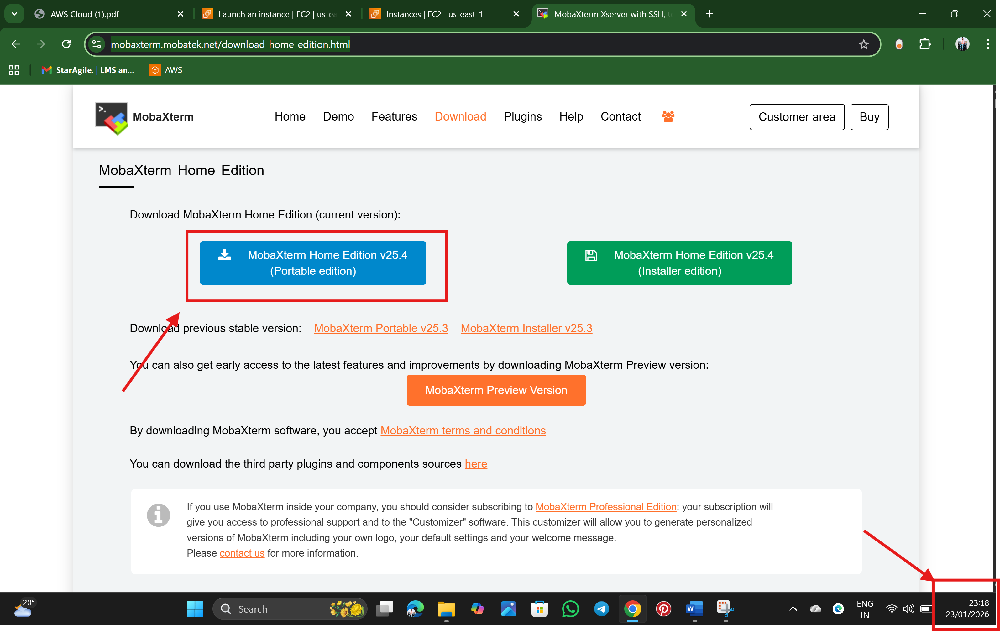 AWS Cloud (1).pdf
Launch an instance | EC2 | us-ea
Instances | EC2 | us-east-1
MobaXterm Xserver with SSH, te
mobaxterm.mobatek.net/download-home-edition.html
StarAgile: | LMS an...
AWS
MobaXterm
Home
Demo
Features
Download
Plugins
Help
Contact
Customer area
Buy
MobaXterm Home Edition
Download MobaXterm Home Edition (current version):
MobaXterm Home Edition v25.4
(Portable edition)
MobaXterm Home Edition v25.4
(Installer edition)
Download previous stable version: MobaXterm Portable v25.3 MobaXterm Installer v25.3
You can also get early access to the latest features and improvements by downloading MobaXterm Preview version:
MobaXterm Preview Version
By downloading MobaXterm software, you accept MobaXterm terms and conditions
You can download the third party plugins and components sources here
If you use MobaXterm inside your company, you should consider subscribing to MobaXterm Professional Edition: your subscription will
give you access to professional support and to the "Customizer" software. This customizer will allow you to generate personalized
versions of MobaXterm including your own logo, your default settings and your welcome message.
Please contact us for more information.
20°
Search
ENG
IN
23:18
23/01/2026